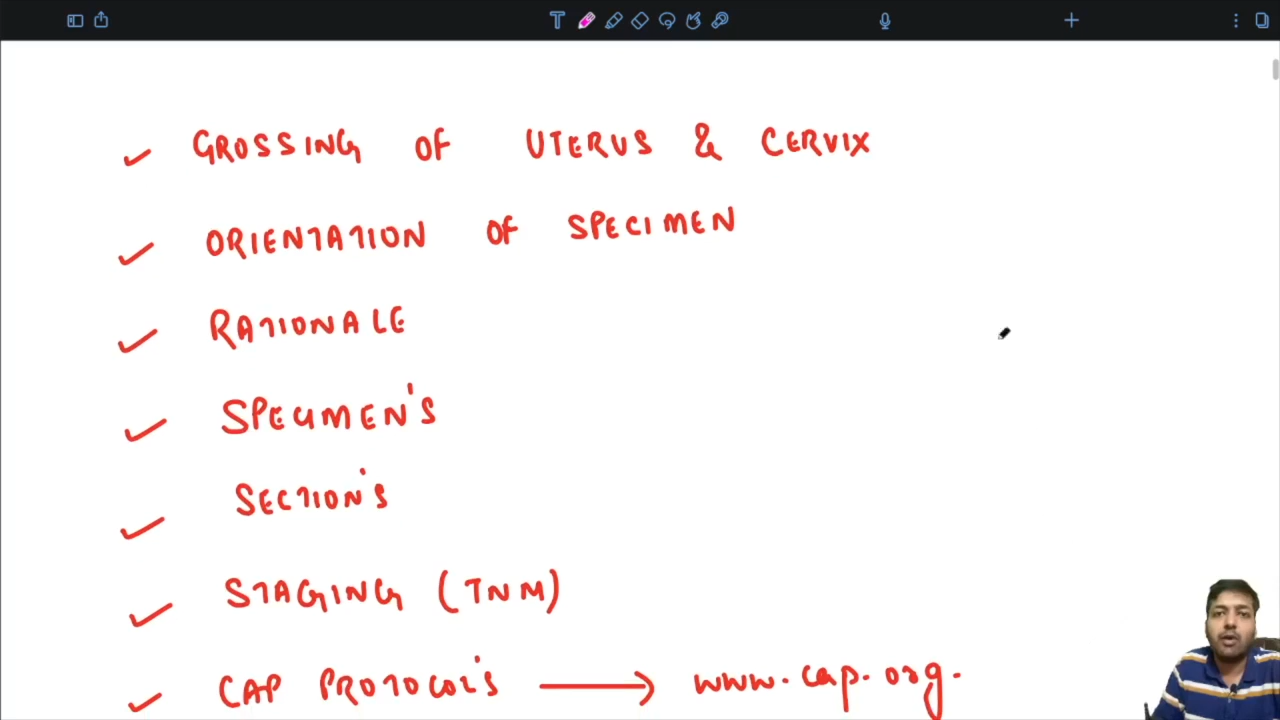 GROSSING OF UTERUS & CERVIX
ORIENTATION OF SPECIMEN
RATIONALE
SPECIMEN'S
SECTION'S
STAGING (TNM)
CAP PROTOCOL'S → www.cap.org.